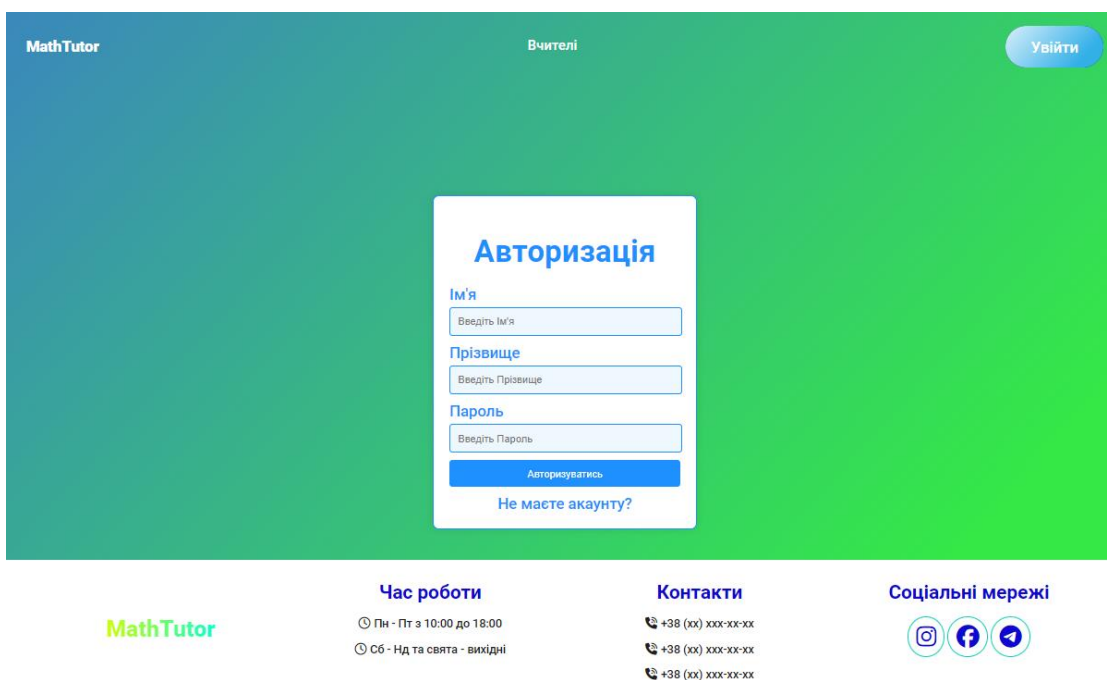 MathTutor
Вчителі
Увійти
Авторизація
Ім'я
Введіть Ім'я
Прізвище
Введіть Прізвище
Пароль
Введіть Пароль
Авторизуватись
Не маєте акаунту?
MathTutor
Час роботи
Пн - Пт з 10:00 до 18:00
Сб - Нд та свята - вихідні
Контакти
+38 (xx) xxx-xx-xx
+38 (xx) xxx-xx-xx
+38 (xx) xxx-xx-xx
Соціальні мережі